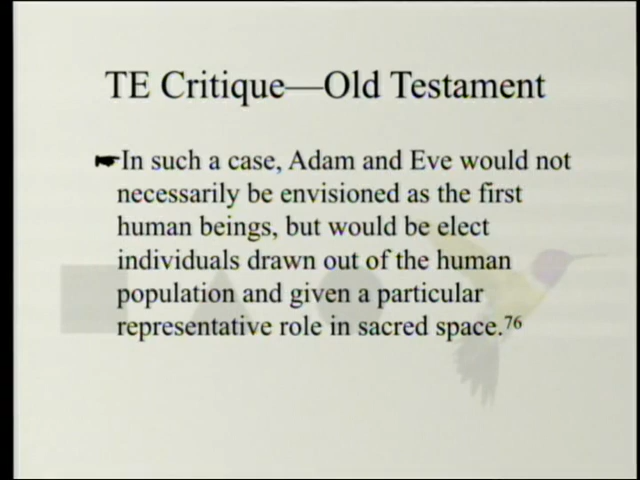 TE Critique—Old Testament
☛In such a case, Adam and Eve would not
necessarily be envisioned as the first
human beings, but would be elect
individuals drawn out of the human
population and given a particular
representative role in sacred space.76